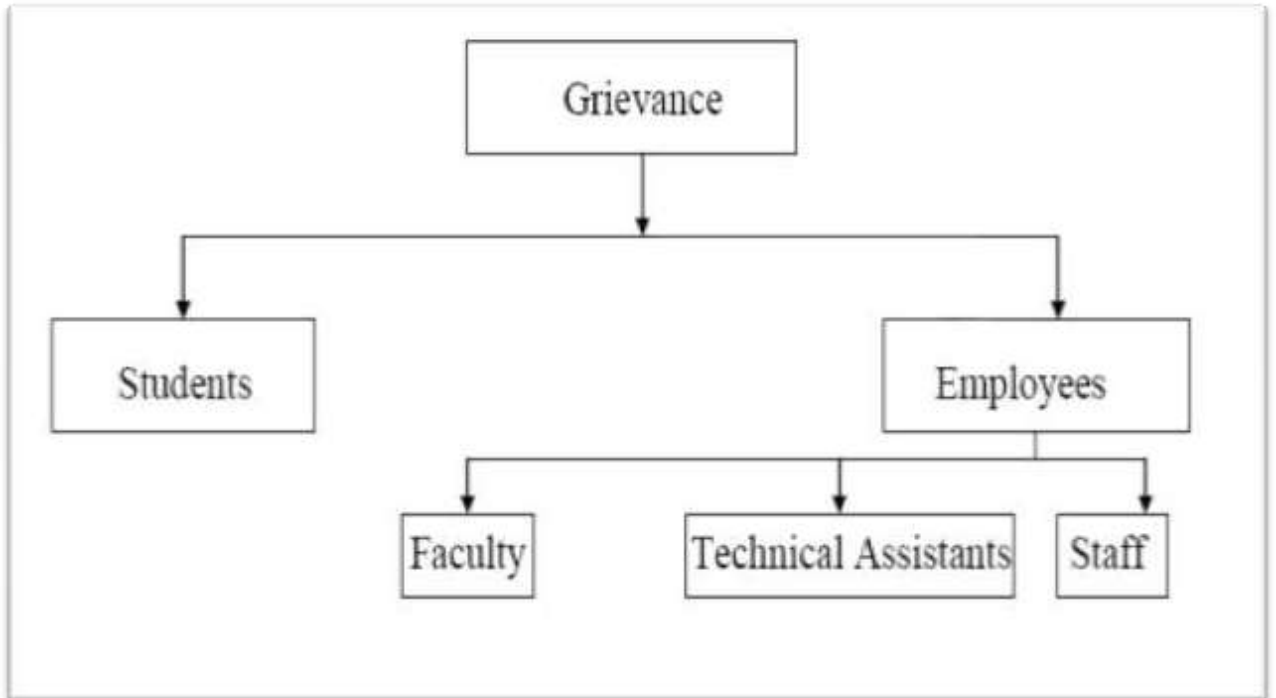 Grievance
Students
Employees
Faculty
Technical Assistants
Staff